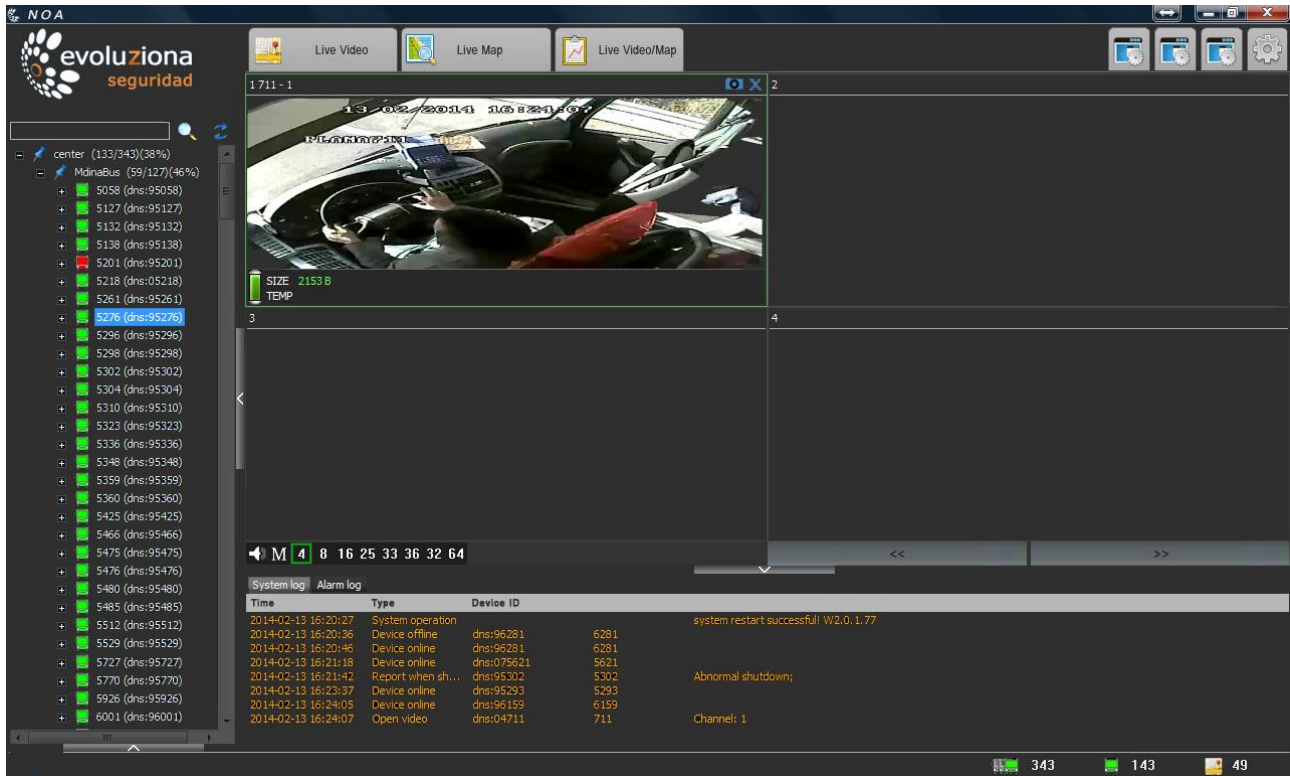 NOA
evoluziona
seguridad
Live Video
Live Map
Live Video/Map
center (133/343)(38%)
MdinaBus (59/127)(46%)
5058 (dns:95058)
5127 (dns:95127)
5132 (dns:95132)
5138 (dns:95138)
5201 (dns:95201)
5218 (dns:05218)
5261 (dns:95261)
5276 (dns:95276)
5296 (dns:95296)
5298 (dns:95298)
5302 (dns:95302)
5304 (dns:95304)
5310 (dns:95310)
5323 (dns:95323)
5336 (dns:95336)
5348 (dns:95348)
5359 (dns:95359)
5360 (dns:95360)
5425 (dns:95425)
5466 (dns:95466)
5475 (dns:95475)
5476 (dns:95476)
5480 (dns:95480)
5485 (dns:95485)
5512 (dns:95512)
5529 (dns:95529)
5727 (dns:95727)
5770 (dns:95770)
5926 (dns:95926)
6001 (dns:96001)
1 711 - 1
13/02/2014 16:24:07
SIZE 2153 B
TEMP
2
3
4
M 4 8 16 25 33 36 32 64
<< >>
System log Alarm log
Time Type Device ID
2014-02-13 16:20:27 System operation system restart successful! W2.0.1.77
2014-02-13 16:20:36 Device offline dns:96281 6281
2014-02-13 16:20:46 Device online dns:96281 6281
2014-02-13 16:21:18 Device online dns:075621 5621
2014-02-13 16:21:42 Report when sh... dns:95302 5302 Abnormal shutdown;
2014-02-13 16:23:37 Device online dns:95293 5293
2014-02-13 16:24:05 Device online dns:96159 6159
2014-02-13 16:24:07 Open video dns:04711 711 Channel: 1
343 143 49